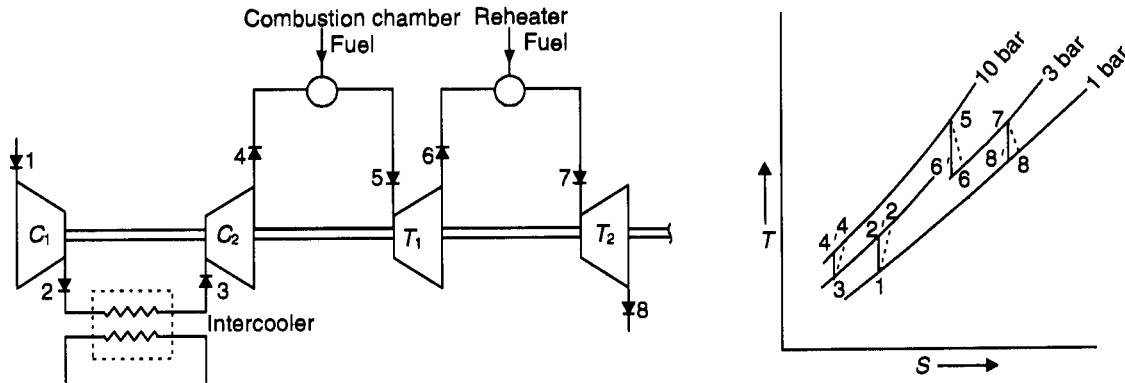 Combustion chamber
Fuel
Reheater
Fuel
1
C1
2
3
Intercooler
4
C2
5
T1
6
7
T2
8
T
S
10 bar
3 bar
1 bar
5
7
6′
6
8′
8
4′
4
2′
2
3
1